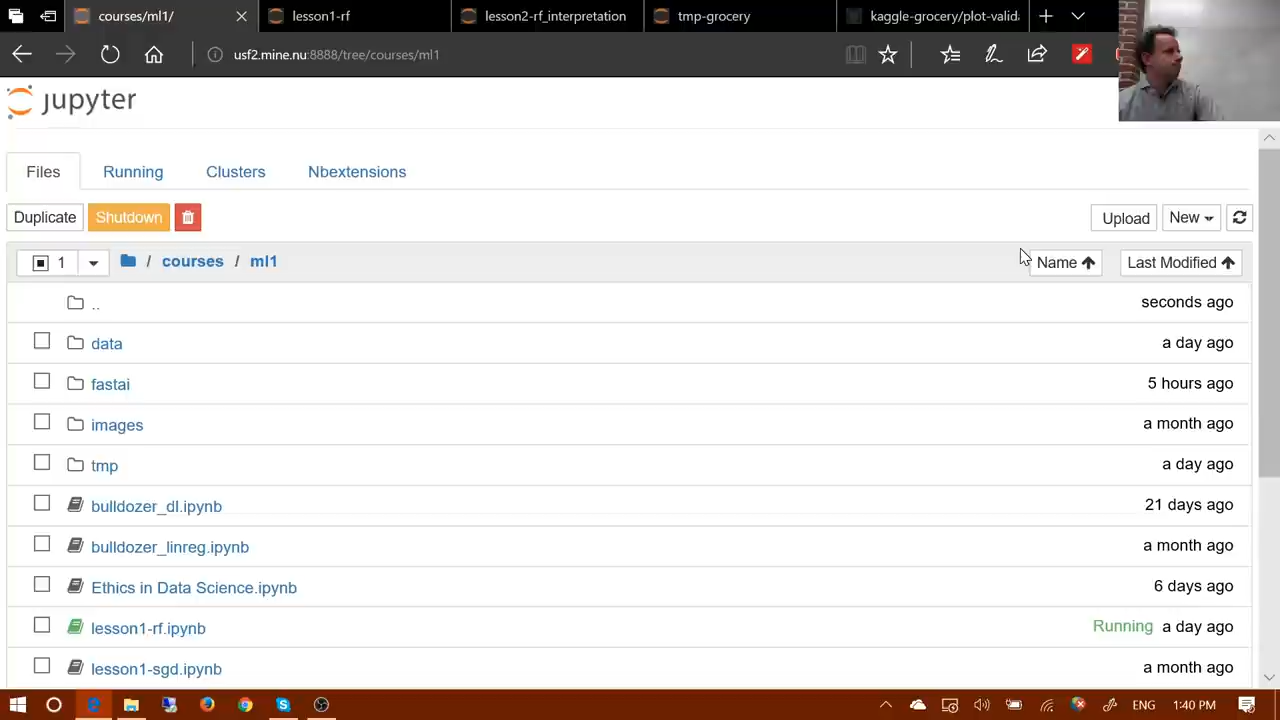 courses/ml1/
lesson1-rf
lesson2-rf_interpretation
tmp-grocery
kaggle-grocery/plot-valida
usf2.mine.nu:8888/tree/courses/ml1
jupyter
Files
Running
Clusters
Nbextensions
Duplicate
Shutdown
Upload
New
1
/ courses / ml1
Name
Last Modified
..
seconds ago
data
a day ago
fastai
5 hours ago
images
a month ago
tmp
a day ago
bulldozer_dl.ipynb
21 days ago
bulldozer_linreg.ipynb
a month ago
Ethics in Data Science.ipynb
6 days ago
lesson1-rf.ipynb
Running a day ago
lesson1-sgd.ipynb
a month ago
ENG
1:40 PM